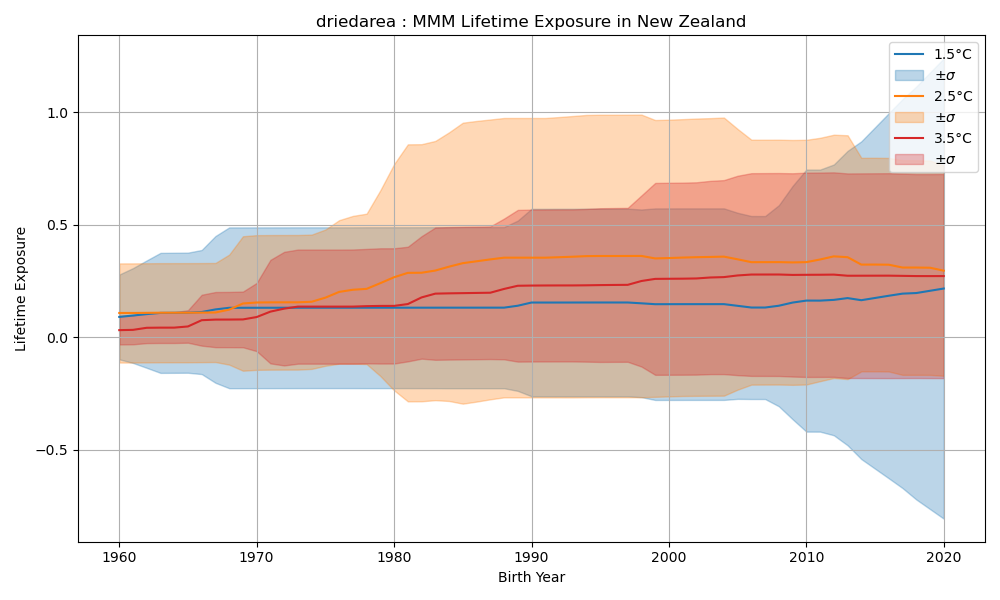 driedarea : MMM Lifetime Exposure in New Zealand
1.5°C
±σ
2.5°C
±σ
3.5°C
±σ
1.0
0.5
0.0
−0.5
Lifetime Exposure
1960 1970 1980 1990 2000 2010 2020
Birth Year